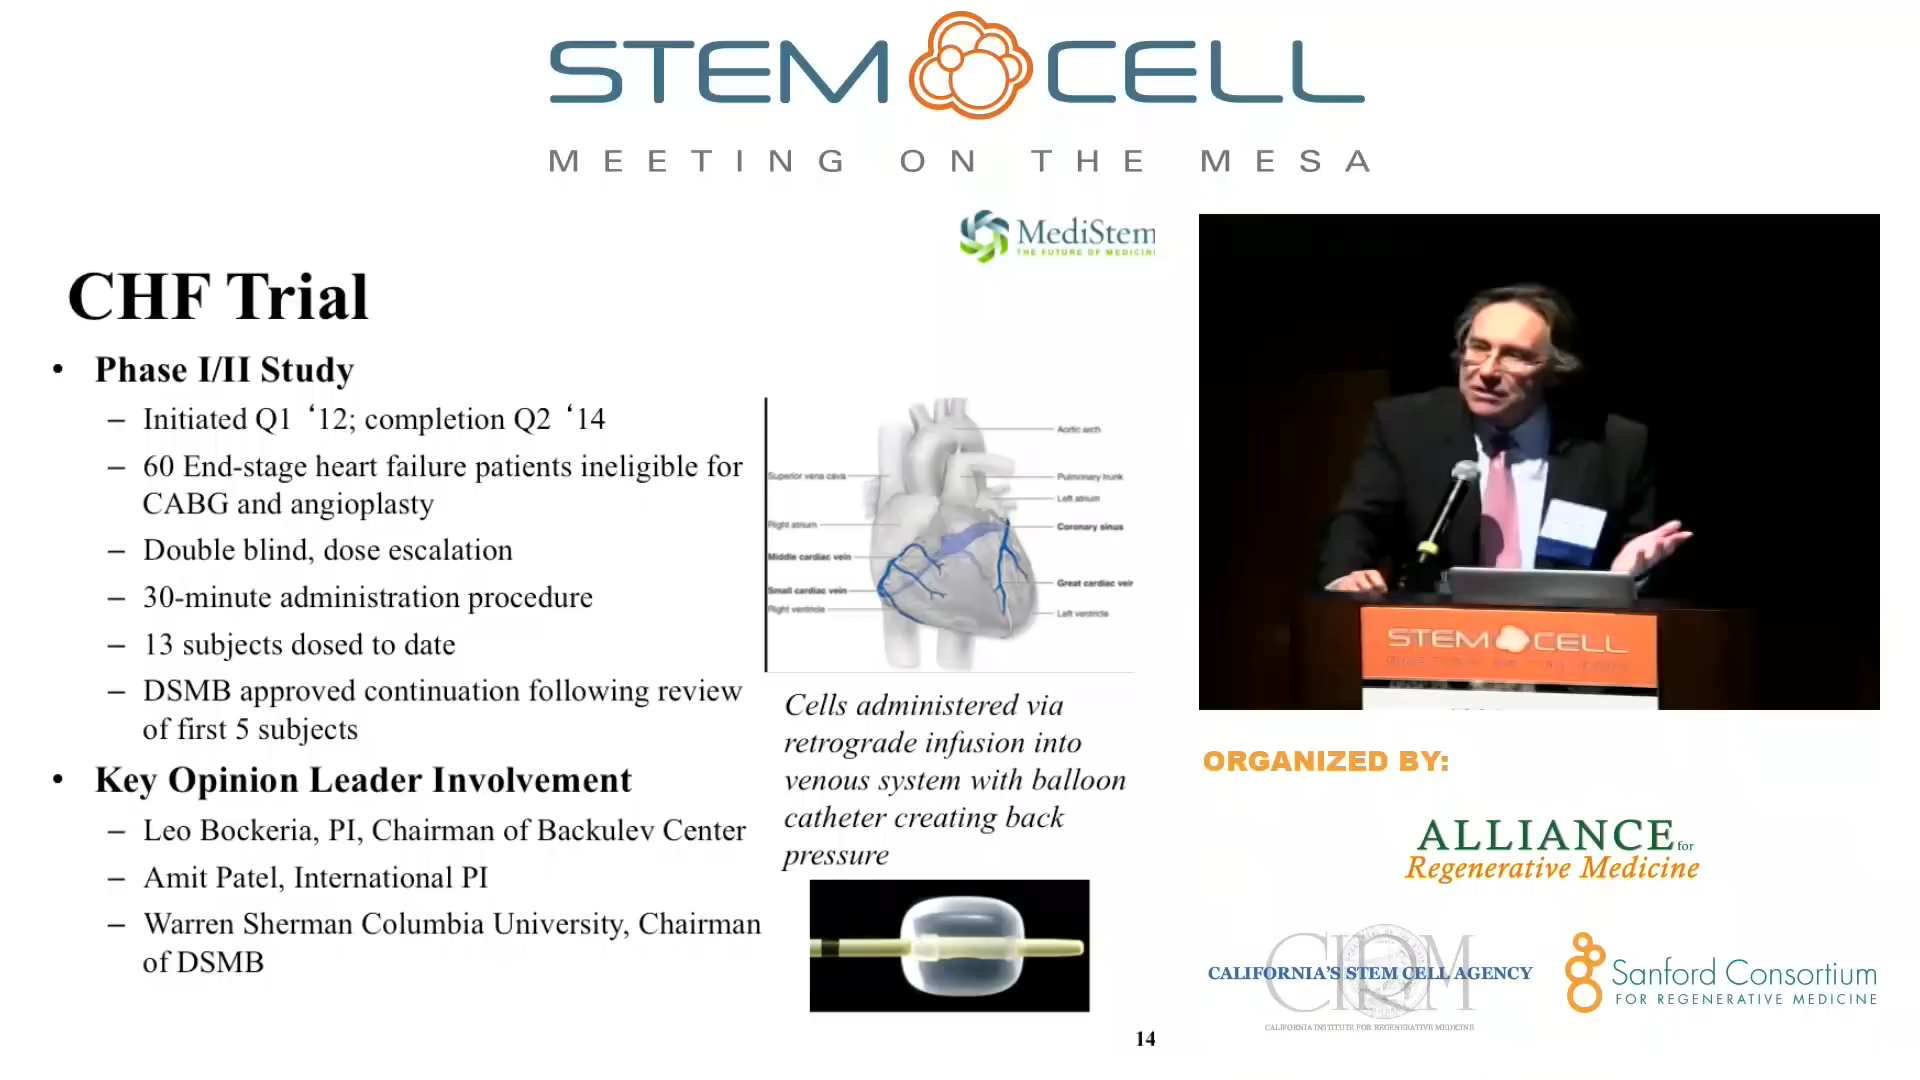 STEM CELL
MEETING ON THE MESA
MediStem
THE FUTURE OF MEDICIN
CHF Trial
• Phase I/II Study
– Initiated Q1 ‘12; completion Q2 ‘14
– 60 End-stage heart failure patients ineligible for
CABG and angioplasty
– Double blind, dose escalation
– 30-minute administration procedure
– 13 subjects dosed to date
– DSMB approved continuation following review
of first 5 subjects
• Key Opinion Leader Involvement
– Leo Bockeria, PI, Chairman of Backulev Center
– Amit Patel, International PI
– Warren Sherman Columbia University, Chairman
of DSMB
Aortic arch
Superior vena cava
Pulmonary trunk
Left atrium
Right atrium
Coronary sinus
Middle cardiac vein
Great cardiac vein
Small cardiac vein
Right ventricle
Left ventricle
Cells administered via
retrograde infusion into
venous system with balloon
catheter creating back
pressure
14
STEM CELL
ORGANIZED BY:
ALLIANCE for
Regenerative Medicine
CIRM
CALIFORNIA'S STEM CELL AGENCY
CALIFORNIA INSTITUTE FOR REGENERATIVE MEDICINE
Sanford Consortium
FOR REGENERATIVE MEDICINE